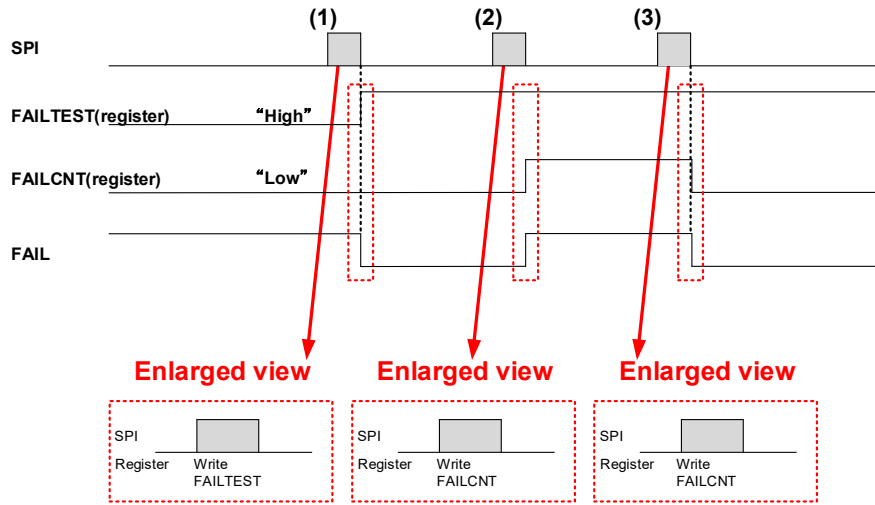 (1) (2) (3)
SPI
FAILTEST(register) “High”
FAILCNT(register) “Low”
FAIL
Enlarged view Enlarged view Enlarged view
SPI SPI SPI
Register Write Register Write Register Write
FAILTEST FAILCNT FAILCNT